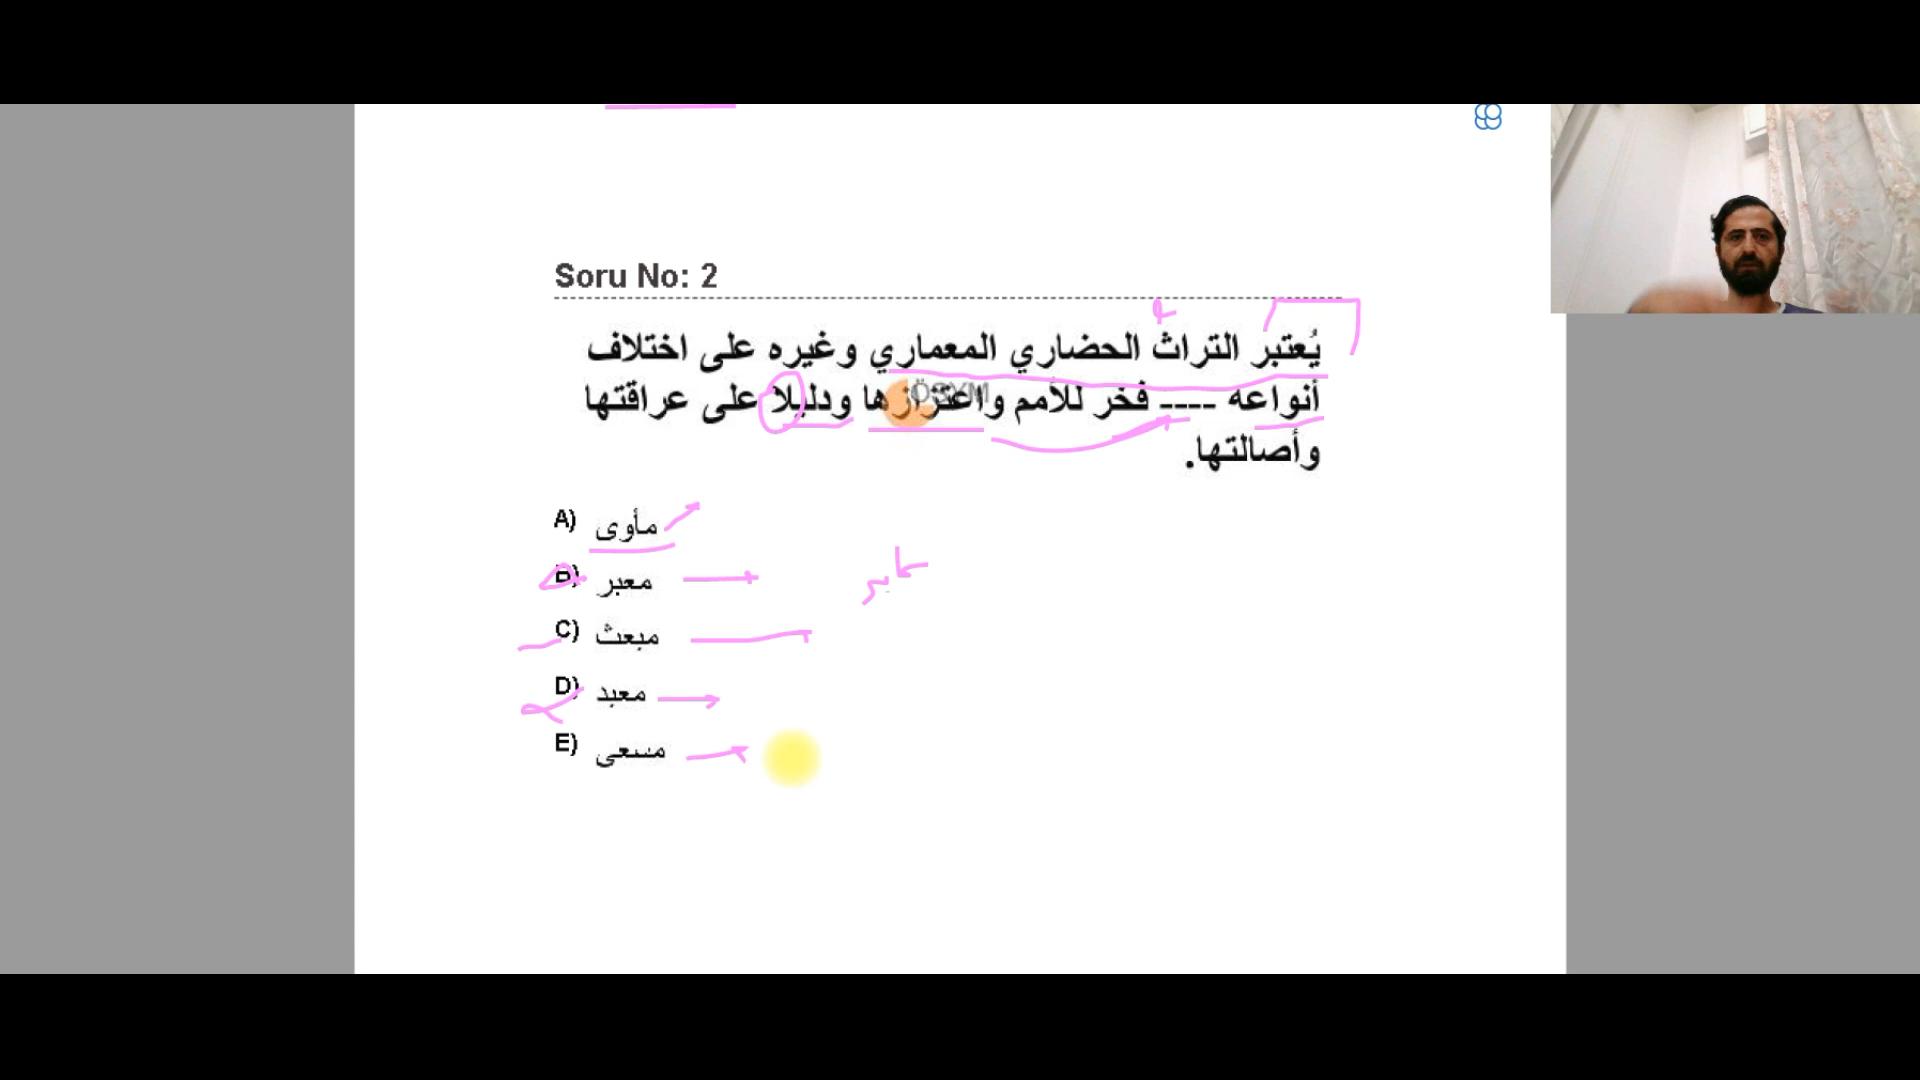 Soru No: 2
يُعتبر التراث الحضاري المعماري وغيره على اختلاف
أنواعه ---- فخر للأمم واعتزازها ودليلا على عراقتها
وأصالتها.
ÖSYM
A) مأوى
B) معبر
C) مبعث
D) معبد
E) مسعى